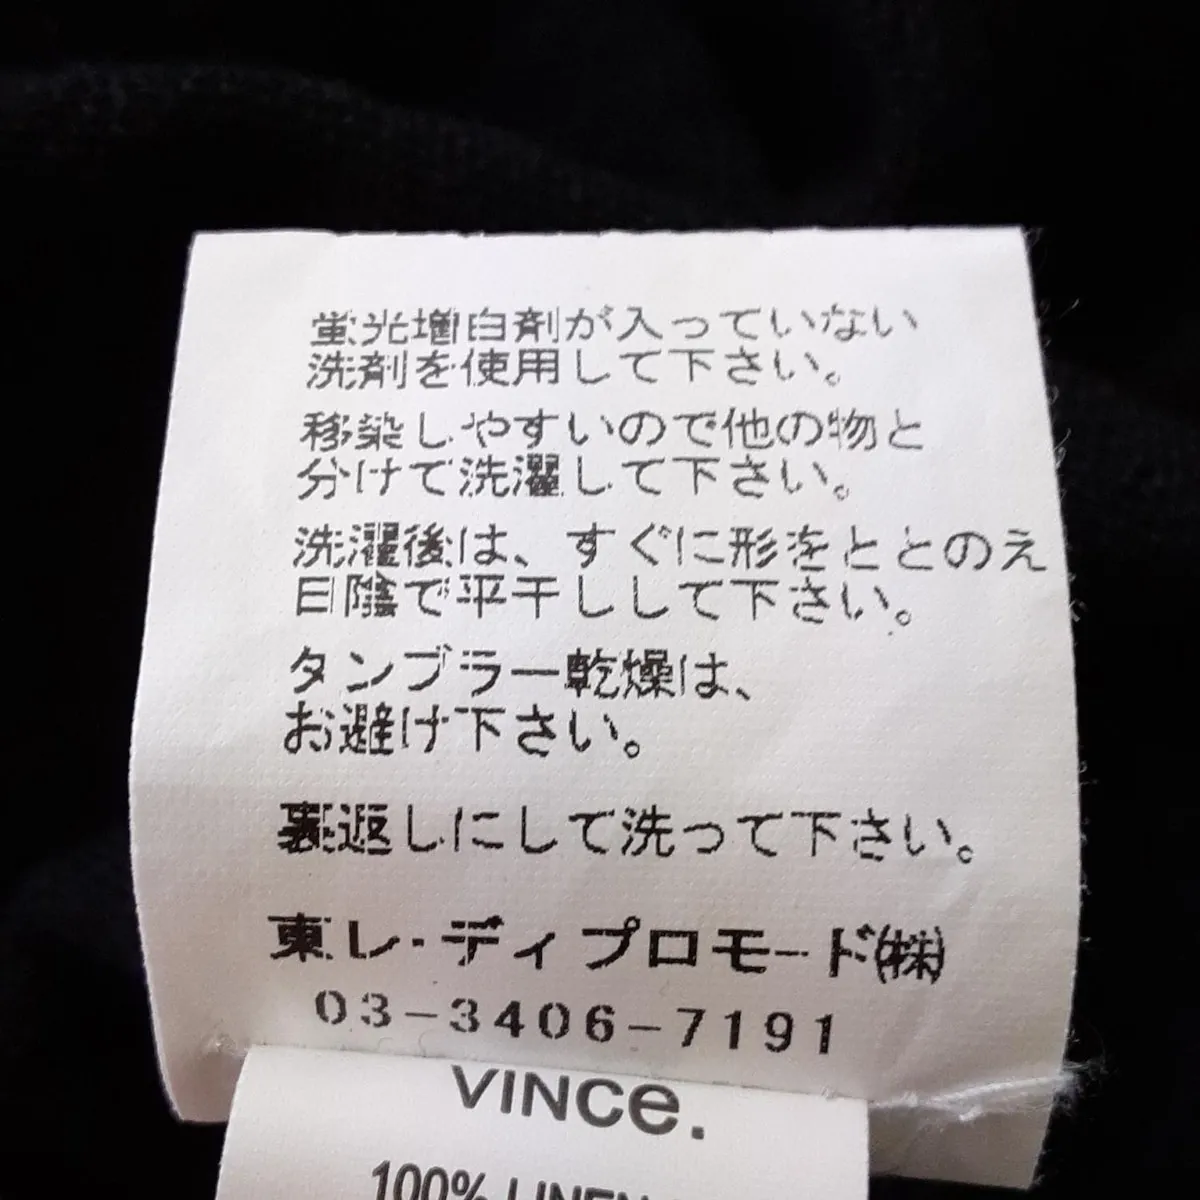 蛍光増白剤が入っていない
洗剤を使用して下さい。
移染しやすいので他の物と
分けて洗濯して下さい。
洗濯後は、すぐに形をととのえ
日陰で平干しして下さい。
タンブラー乾燥は、
お避け下さい。
裏返しにして洗って下さい。
東レ・ディプロモード(株)
03-3406-7191
VINCE.
100% LINEN